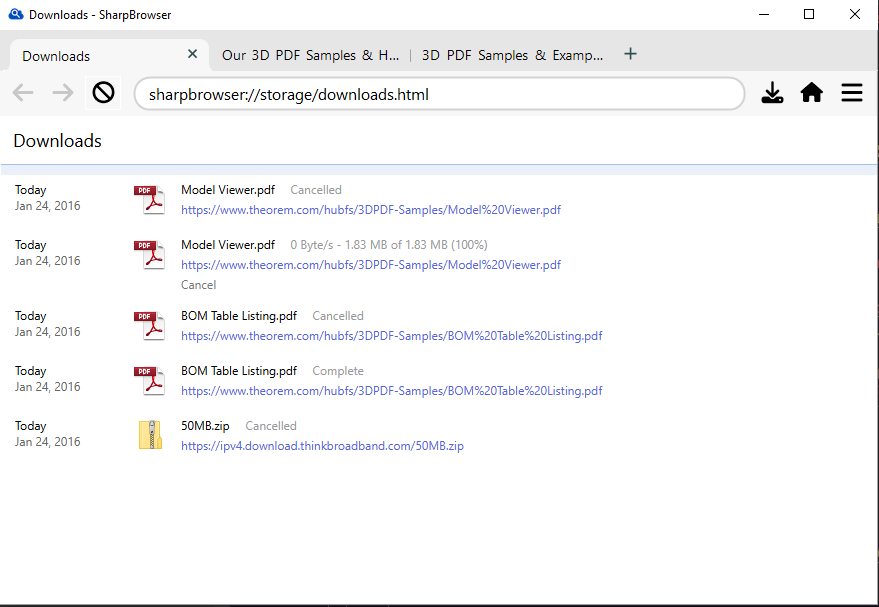 Downloads - SharpBrowser
Downloads
Our 3D PDF Samples & H...
3D PDF Samples & Examp...
sharpbrowser://storage/downloads.html
Downloads
Today
Jan 24, 2016
PDF
Model Viewer.pdf Cancelled
https://www.theorem.com/hubfs/3DPDF-Samples/Model%20Viewer.pdf
Today
Jan 24, 2016
PDF
Model Viewer.pdf 0 Byte/s - 1.83 MB of 1.83 MB (100%)
https://www.theorem.com/hubfs/3DPDF-Samples/Model%20Viewer.pdf
Cancel
Today
Jan 24, 2016
PDF
BOM Table Listing.pdf Cancelled
https://www.theorem.com/hubfs/3DPDF-Samples/BOM%20Table%20Listing.pdf
Today
Jan 24, 2016
PDF
BOM Table Listing.pdf Complete
https://www.theorem.com/hubfs/3DPDF-Samples/BOM%20Table%20Listing.pdf
Today
Jan 24, 2016
50MB.zip Cancelled
https://ipv4.download.thinkbroadband.com/50MB.zip